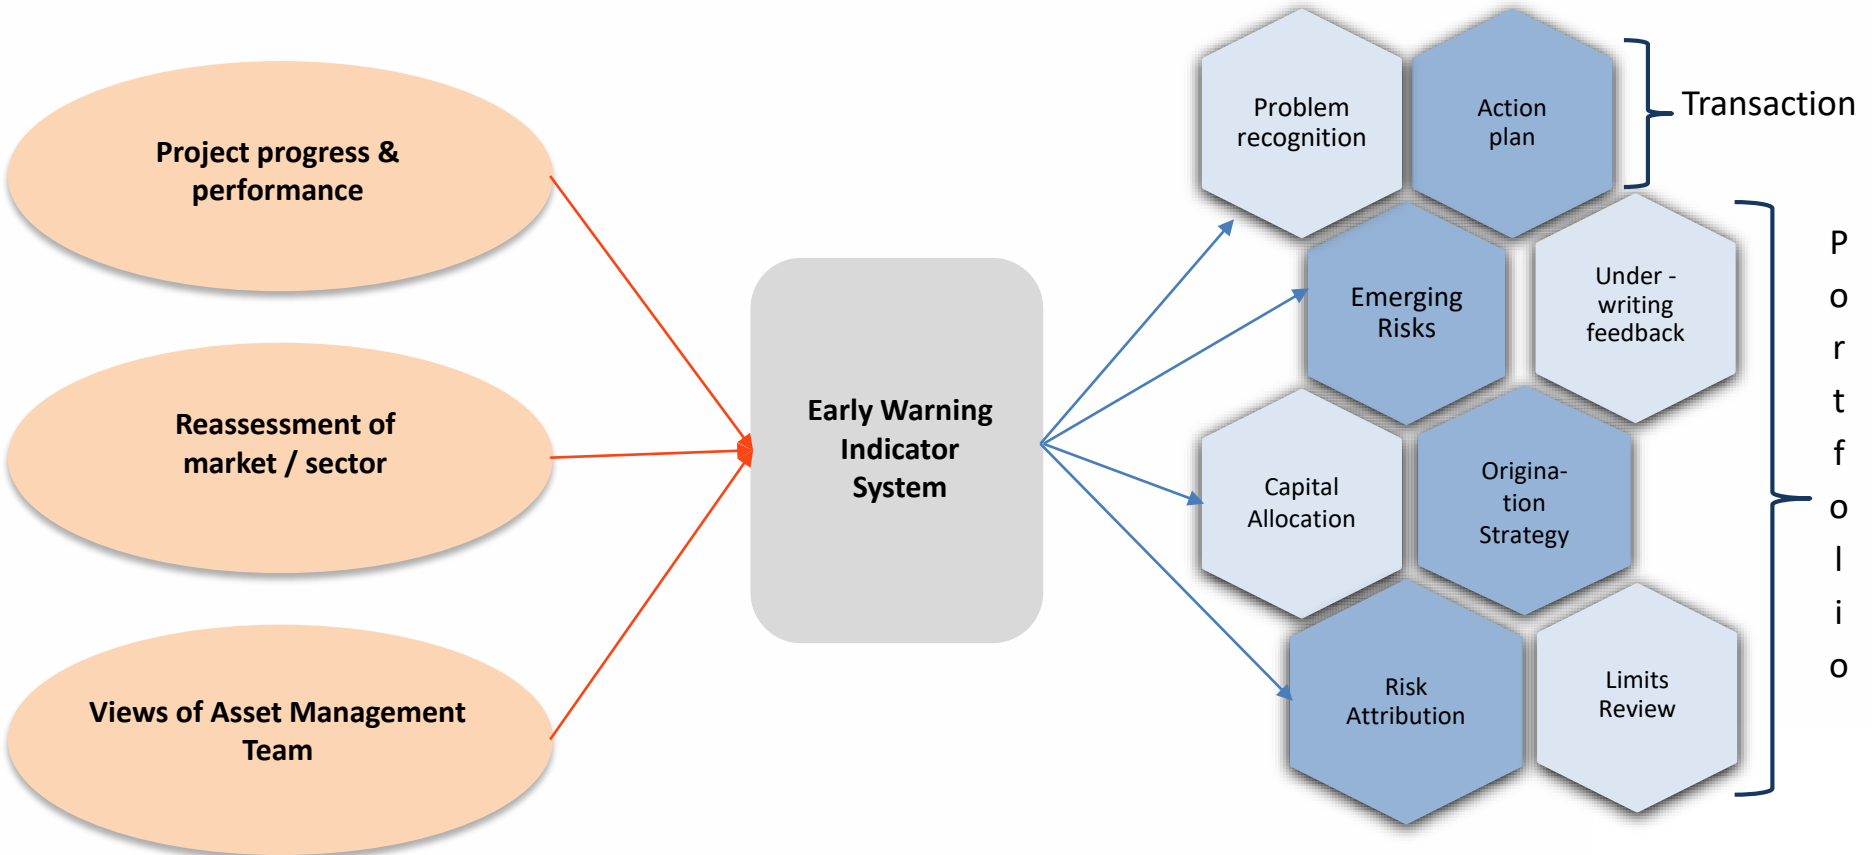 Project progress &
performance
Reassessment of
market / sector
Views of Asset Management
Team
Early Warning
Indicator
System
Problem
recognition
Action
plan
Transaction
Emerging
Risks
Under -
writing
feedback
Capital
Allocation
Origina-
tion
Strategy
Risk
Attribution
Limits
Review
P
o
r
t
f
o
l
i
o